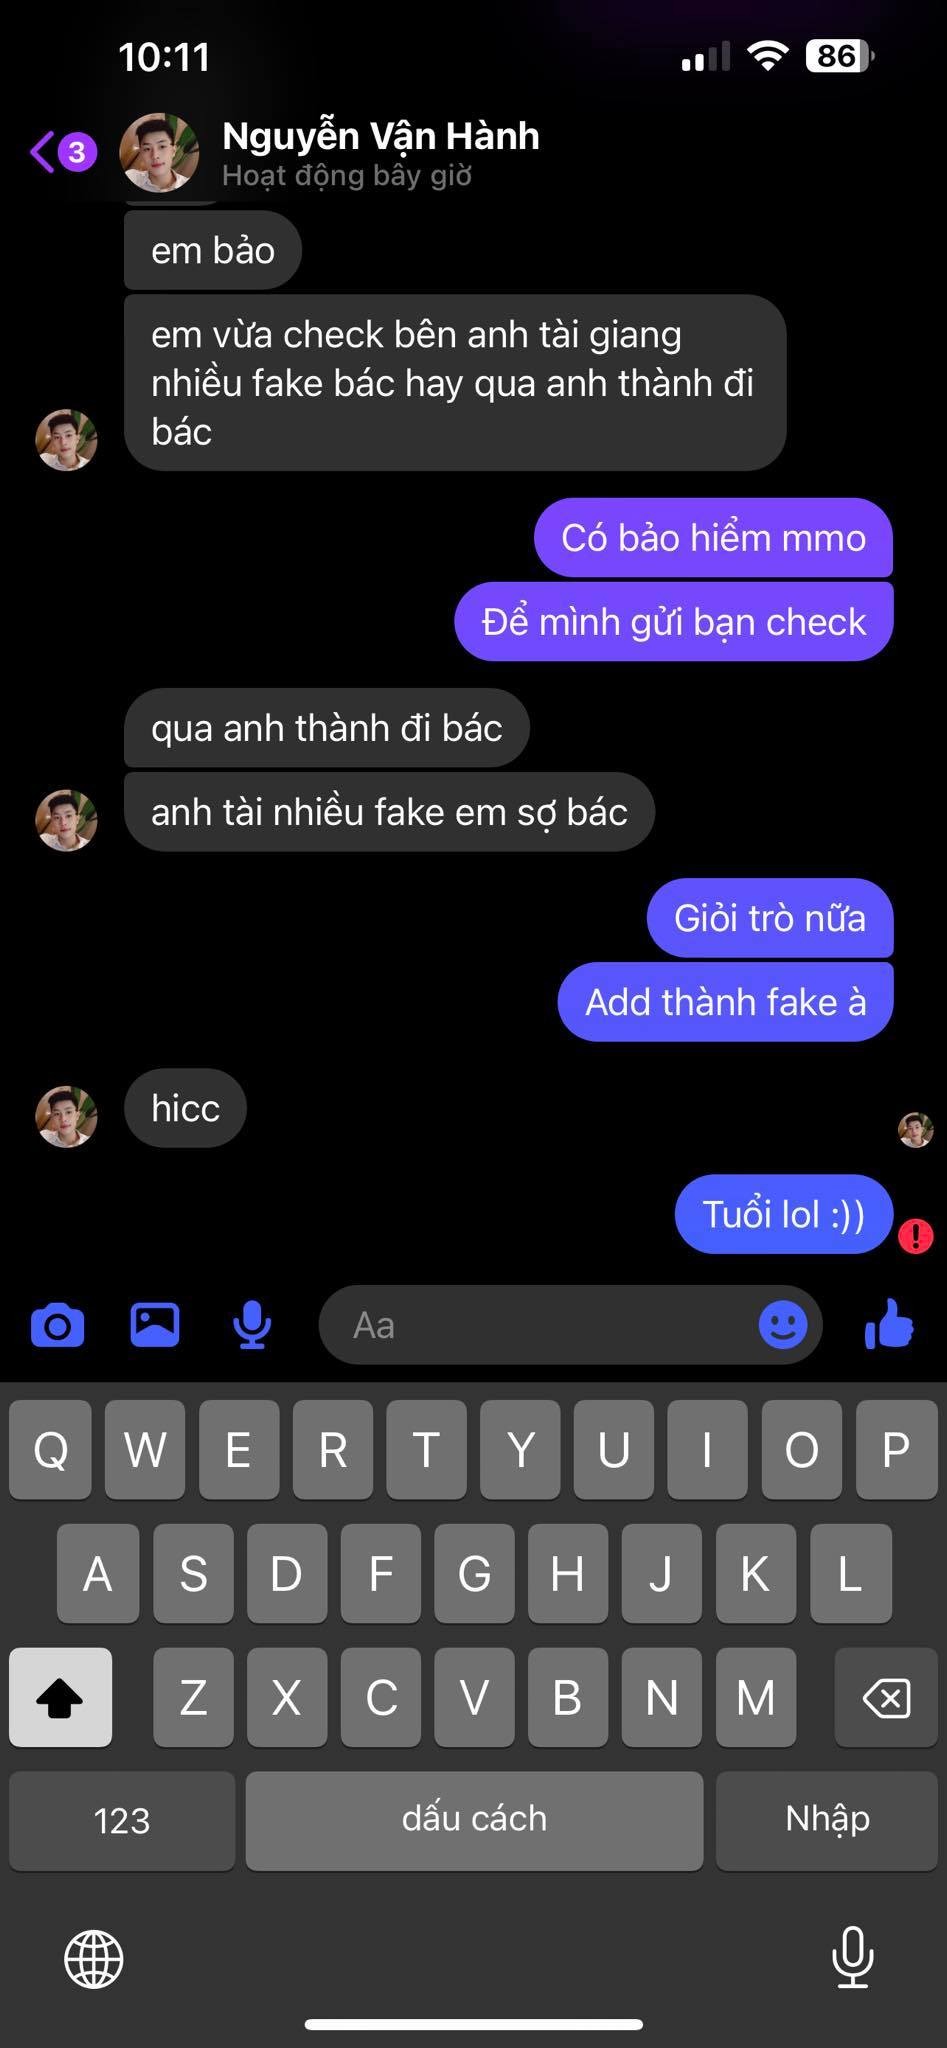 10:11
86
3
Nguyễn Vận Hành
Hoạt động bây giờ
em bảo
em vừa check bên anh tài giang
nhiều fake bác hay qua anh thành đi
bác
Có bảo hiểm mmo
Để mình gửi bạn check
qua anh thành đi bác
anh tài nhiều fake em sợ bác
Giỏi trò nữa
Add thành fake à
hicc
Tuổi lol :))
Aa
Q W E R T Y U I O P
A S D F G H J K L
Z X C V B N M
123 dấu cách Nhập